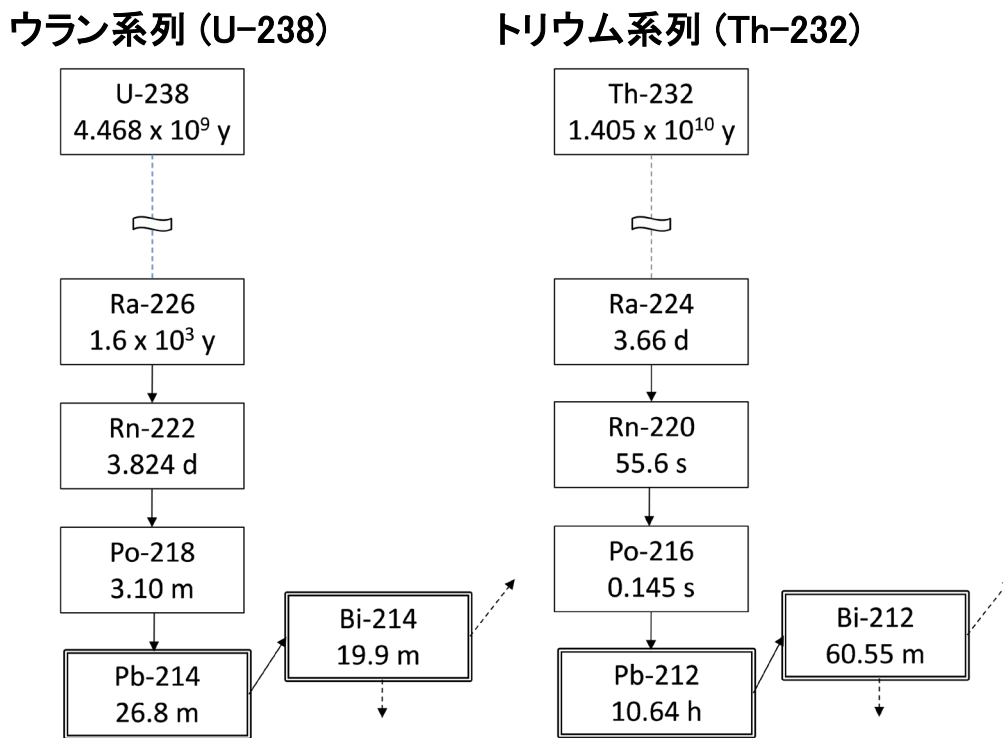 ウラン系列 (U-238)
U-238
4.468 x 10⁹ y
Ra-226
1.6 x 10³ y
Rn-222
3.824 d
Po-218
3.10 m
Pb-214
26.8 m
Bi-214
19.9 m
トリウム系列 (Th-232)
Th-232
1.405 x 10¹⁰ y
Ra-224
3.66 d
Rn-220
55.6 s
Po-216
0.145 s
Pb-212
10.64 h
Bi-212
60.55 m